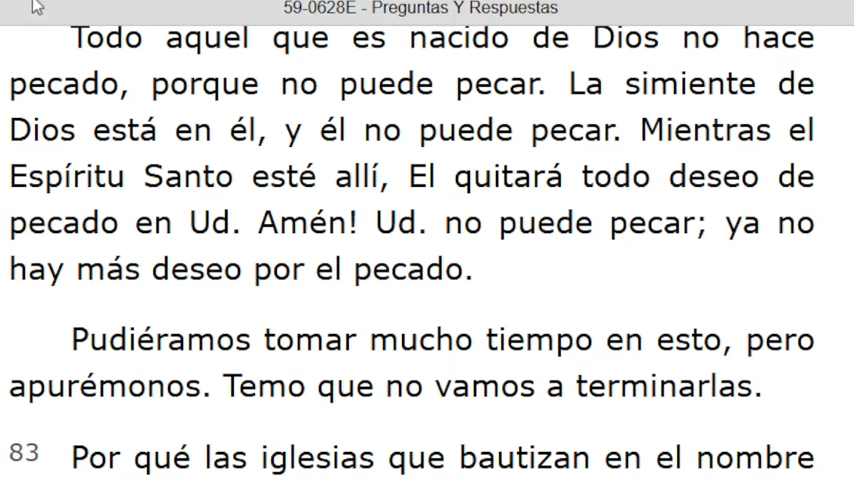 59-0628E - Preguntas Y Respuestas
Todo aquel que es nacido de Dios no hace
pecado, porque no puede pecar. La simiente de
Dios está en él, y él no puede pecar. Mientras el
Espíritu Santo esté allí, El quitará todo deseo de
pecado en Ud. Amén! Ud. no puede pecar; ya no
hay más deseo por el pecado.
Pudiéramos tomar mucho tiempo en esto, pero
apurémonos. Temo que no vamos a terminarlas.
83 Por qué las iglesias que bautizan en el nombre